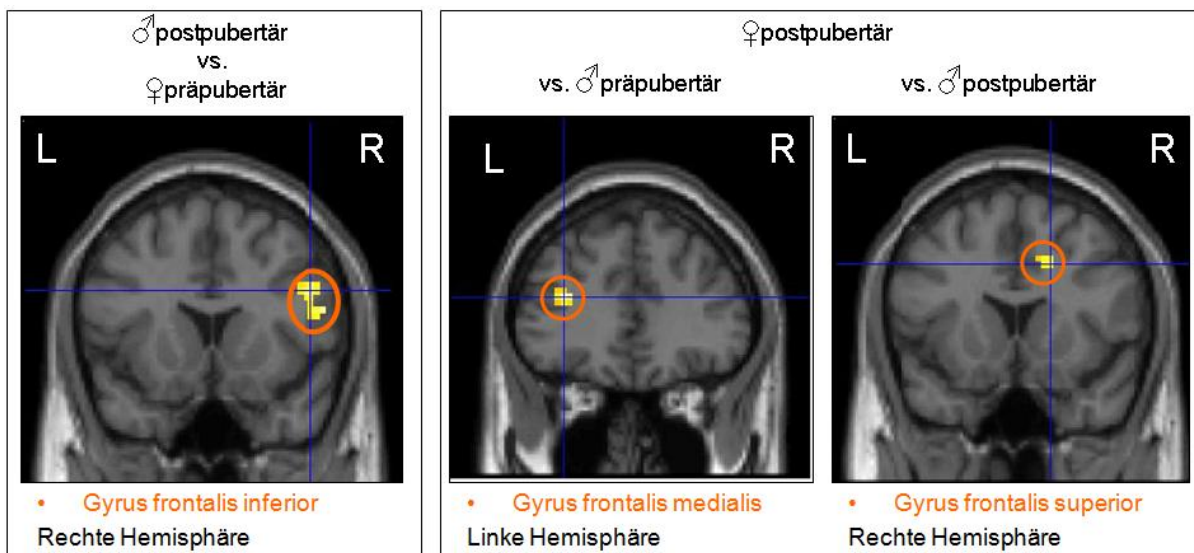 ♂postpubertär
vs.
♀präpubertär
L R
• Gyrus frontalis inferior
Rechte Hemisphäre
♀postpubertär
vs. ♂präpubertär
L R
• Gyrus frontalis medialis
Linke Hemisphäre
vs. ♂postpubertär
L R
• Gyrus frontalis superior
Rechte Hemisphäre